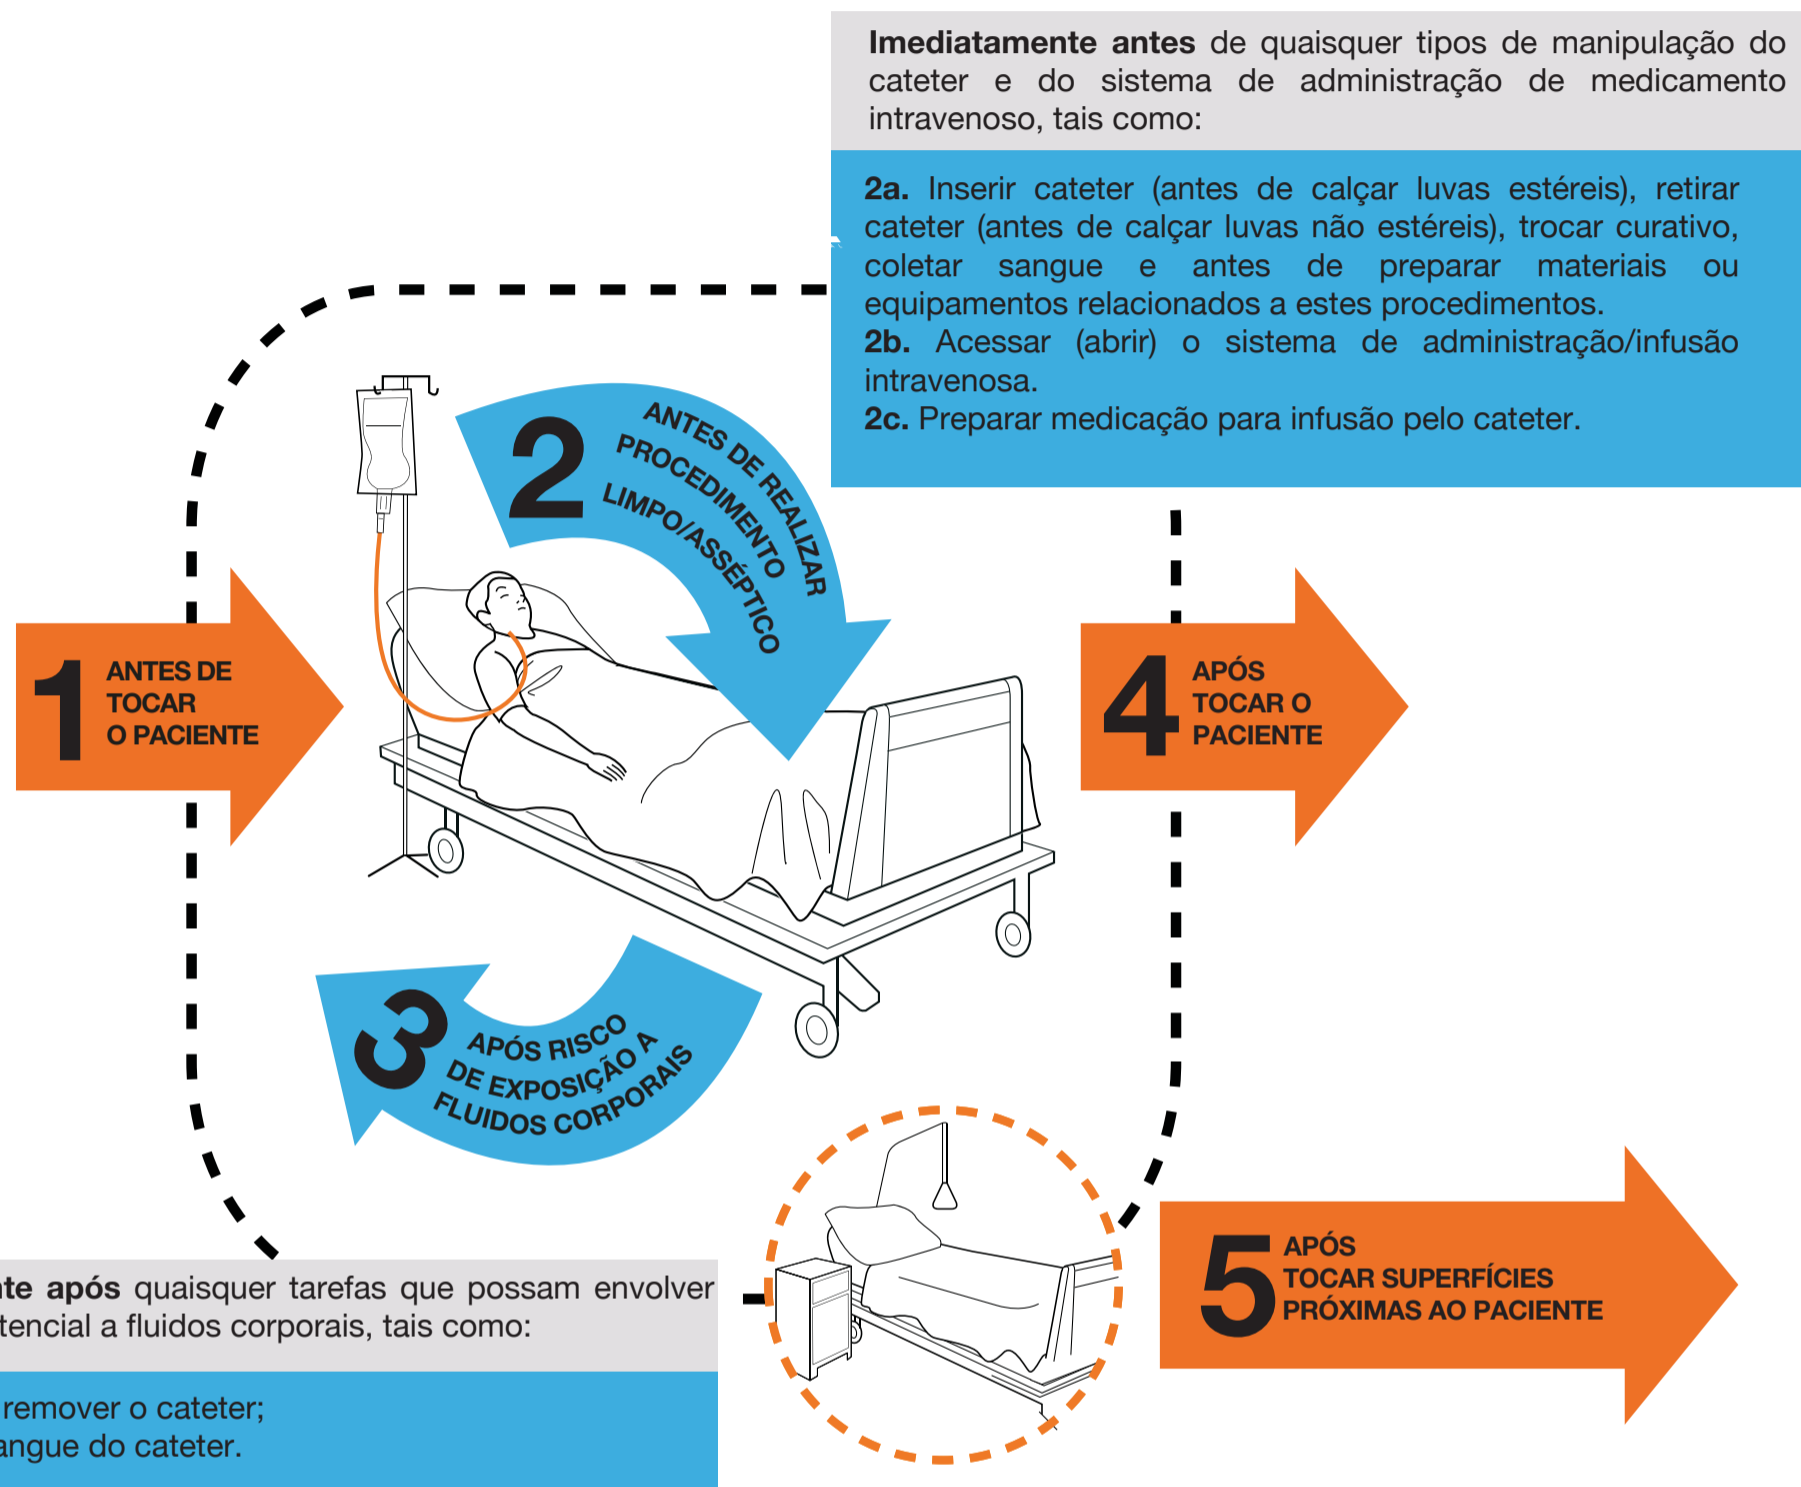 Imediatamente antes de quaisquer tipos de manipulação do
cateter e do sistema de administração de medicamento
intravenoso, tais como:
2a. Inserir cateter (antes de calçar luvas estéreis), retirar
cateter (antes de calçar luvas não estéreis), trocar curativo,
coletar sangue e antes de preparar materiais ou
equipamentos relacionados a estes procedimentos.
2b. Acessar (abrir) o sistema de administração/infusão
intravenosa.
2c. Preparar medicação para infusão pelo cateter.
2
ANTES DE REALIZAR
PROCEDIMENTO
LIMPO/ASSÉPTICO
1
ANTES DE
TOCAR
O PACIENTE
4
APÓS
TOCAR O
PACIENTE
3
APÓS RISCO
DE EXPOSIÇÃO A
FLUIDOS CORPORAIS
5
APÓS
TOCAR SUPERFÍCIES
PRÓXIMAS AO PACIENTE
após quaisquer tarefas que possam envolver
a fluidos corporais, tais como:
remover o cateter;
do cateter.